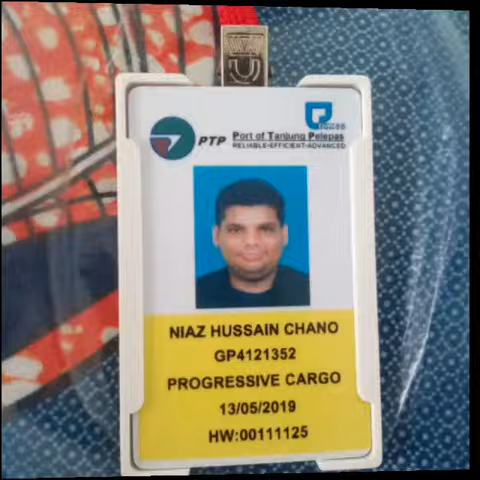 PTP
Port of Tanjung Pelepas
RELIABLE-EFFICIENT-ADVANCED
NIAZ HUSSAIN CHANO
GP4121352
PROGRESSIVE CARGO
13/05/2019
HW:00111125